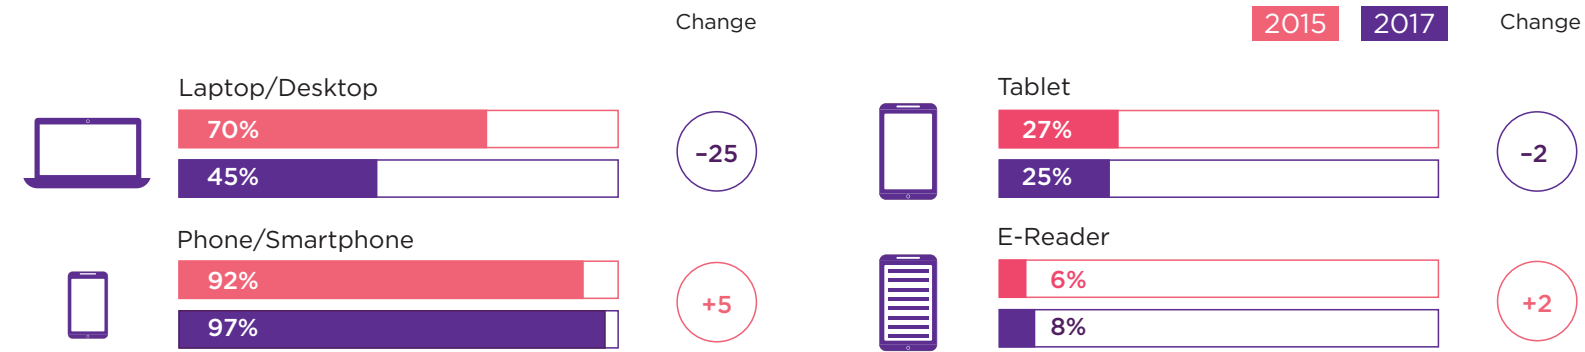 Change
2015 2017 Change
Laptop/Desktop
70%
45%
–25
Tablet
27%
25%
–2
Phone/Smartphone
92%
97%
+5
E-Reader
6%
8%
+2